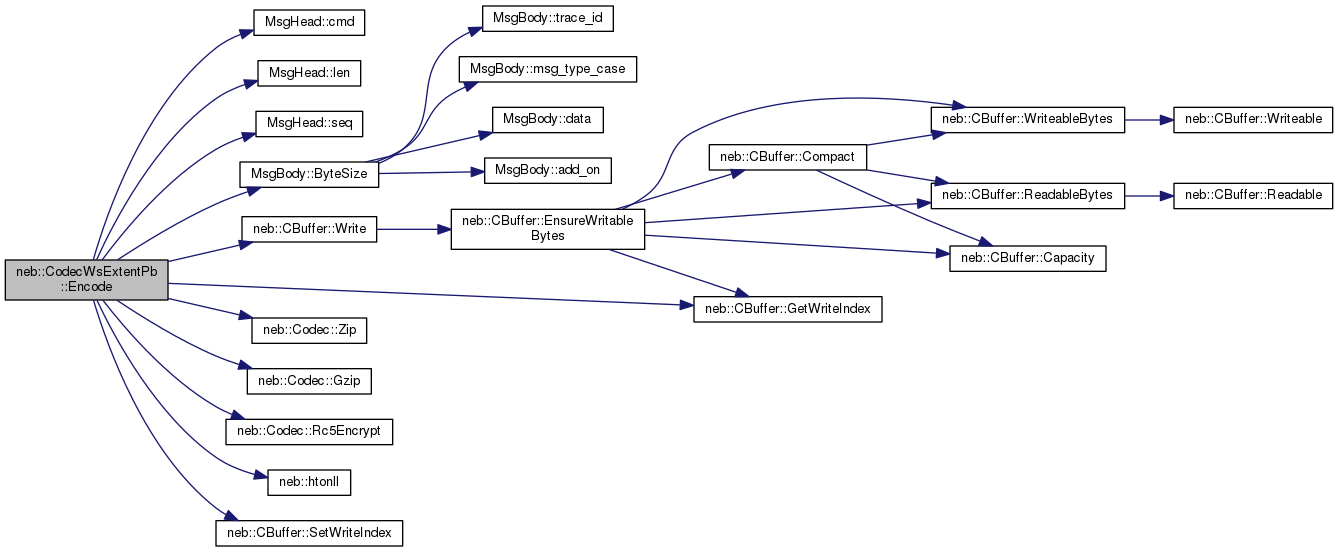 neb::CodecWsExtentPb
::Encode
MsgHead::cmd
MsgHead::len
MsgHead::seq
MsgBody::ByteSize
neb::CBuffer::Write
neb::Codec::Zip
neb::Codec::Gzip
neb::Codec::Rc5Encrypt
neb::htonll
neb::CBuffer::SetWriteIndex
MsgBody::trace_id
MsgBody::msg_type_case
MsgBody::data
MsgBody::add_on
neb::CBuffer::EnsureWritable
Bytes
neb::CBuffer::Compact
neb::CBuffer::GetWriteIndex
neb::CBuffer::WriteableBytes
neb::CBuffer::ReadableBytes
neb::CBuffer::Capacity
neb::CBuffer::Writeable
neb::CBuffer::Readable